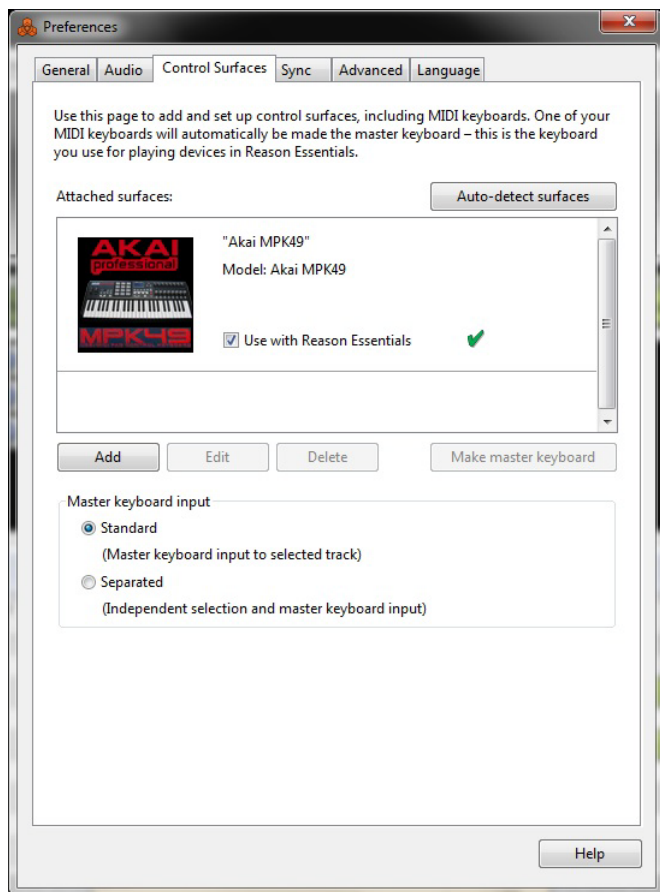 Preferences
General Audio Control Surfaces Sync Advanced Language
Use this page to add and set up control surfaces, including MIDI keyboards. One of your
MIDI keyboards will automatically be made the master keyboard – this is the keyboard
you use for playing devices in Reason Essentials.
Attached surfaces:
Auto-detect surfaces
AKAI
professional
MPK49
"Akai MPK49"
Model: Akai MPK49
Use with Reason Essentials
Add
Edit
Delete
Make master keyboard
Master keyboard input
Standard
(Master keyboard input to selected track)
Separated
(Independent selection and master keyboard input)
Help